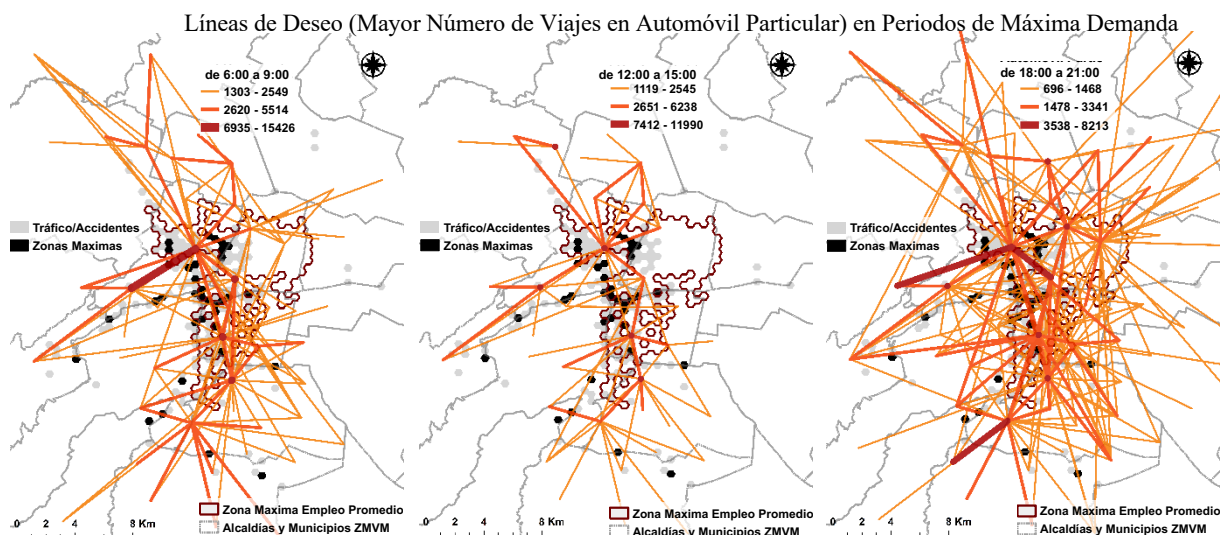 Líneas de Deseo (Mayor Número de Viajes en Automóvil Particular) en Periodos de Máxima Demanda
de 6:00 a 9:00
1303 - 2549
2620 - 5514
6935 - 15426
Tráfico/Accidentes
Zonas Maximas
Zona Maxima Empleo Promedio
Alcaldías y Municipios ZMVM
0 2 4 8 Km
de 12:00 a 15:00
1119 - 2545
2651 - 6238
7412 - 11990
Tráfico/Accidentes
Zonas Maximas
Zona Maxima Empleo Promedio
Alcaldías y Municipios ZMVM
0 2 4 8 Km
de 18:00 a 21:00
696 - 1468
1478 - 3341
3538 - 8213
Tráfico/Accidentes
Zonas Maximas
Zona Maxima Empleo Promedio
Alcaldías y Municipios ZMVM
0 2 4 8 Km